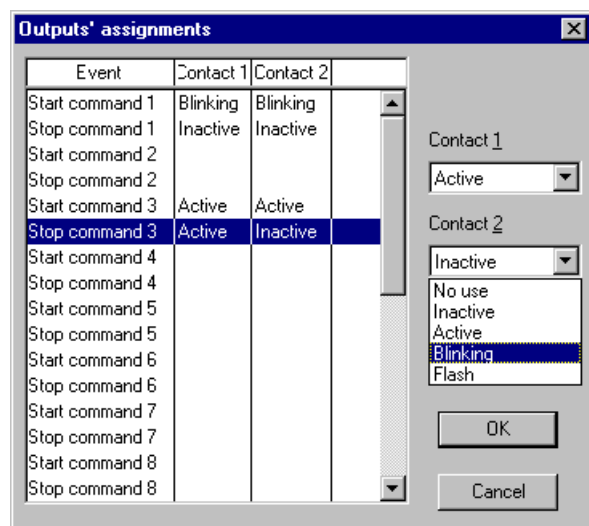 Outputs' assignments
Event Contact 1 Contact 2
Start command 1 Blinking Blinking
Stop command 1 Inactive Inactive
Start command 2
Stop command 2
Start command 3 Active Active
Stop command 3 Active Inactive
Start command 4
Stop command 4
Start command 5
Stop command 5
Start command 6
Stop command 6
Start command 7
Stop command 7
Start command 8
Stop command 8
Contact 1
Active
Contact 2
Inactive
No use
Inactive
Active
Blinking
Flash
OK
Cancel